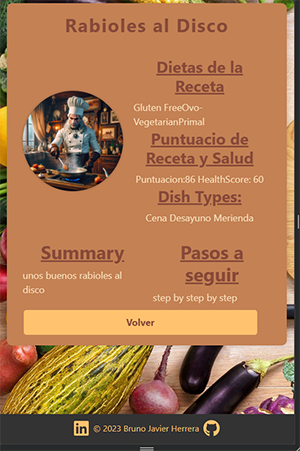 Rabioles al Disco
Dietas de la
Receta
Gluten FreeOvo-
VegetarianPrimal
Puntuacio de
Receta y Salud
Puntuacion:86 HealthScore: 60
Dish Types:
Cena Desayuno Merienda
Summary
unos buenos rabioles al
disco
Pasos a
seguir
step by step by step
Volver
© 2023 Bruno Javier Herrera